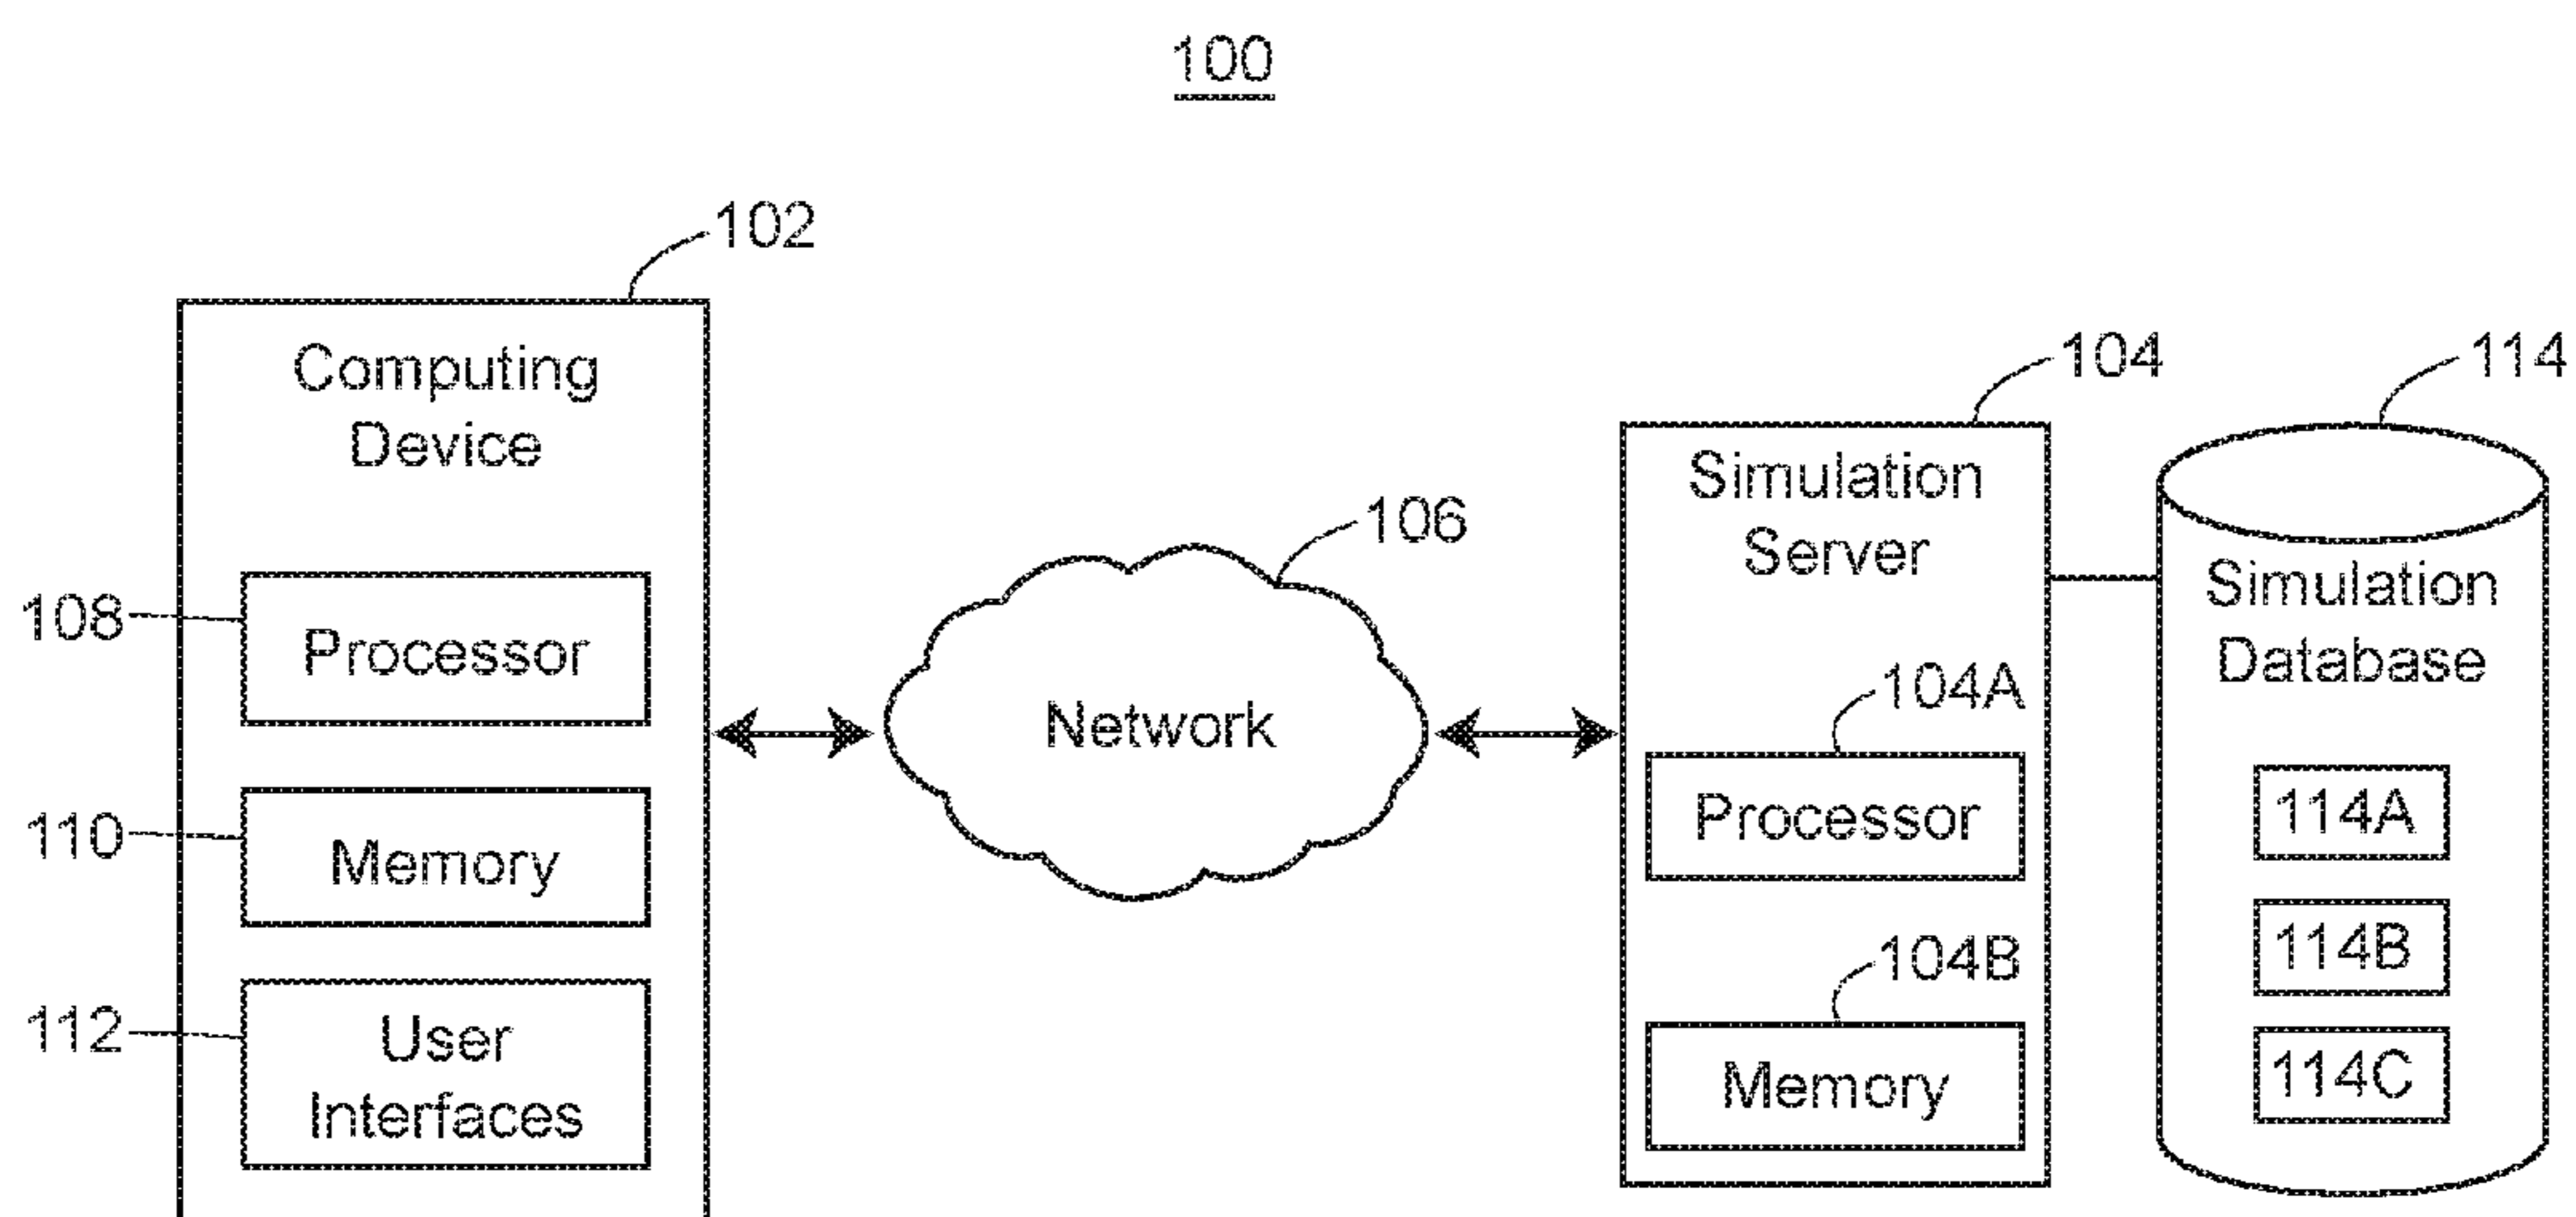 100
102
Computing
Device
108
Processor
110
Memory
112
User
Interfaces
106
Network
104
Simulation
Server
104A
Processor
104B
Memory
114
Simulation
Database
114A
114B
114C